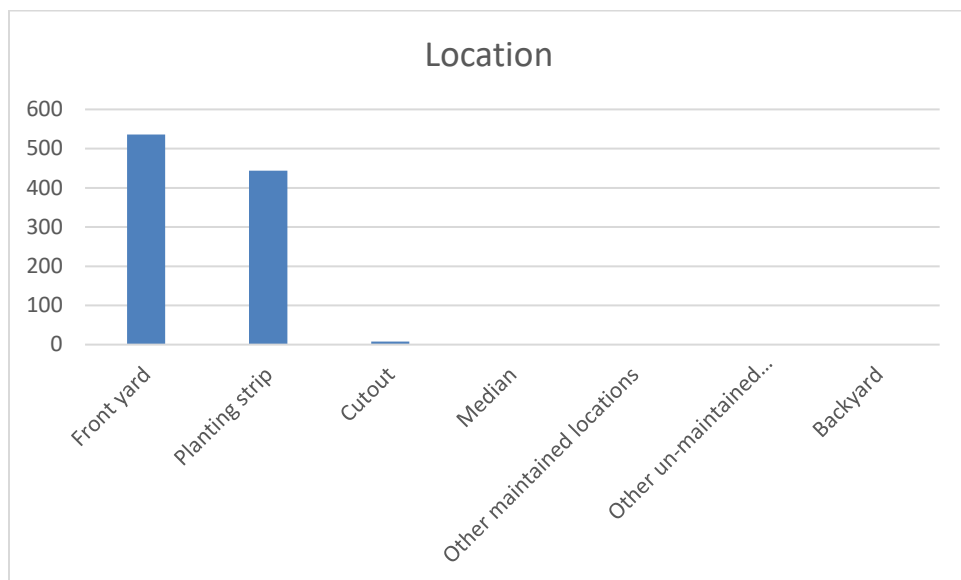 Location
600
500
400
300
200
100
0
Front yard
Planting strip
Cutout
Median
Other maintained locations
Other un-maintained…
Backyard